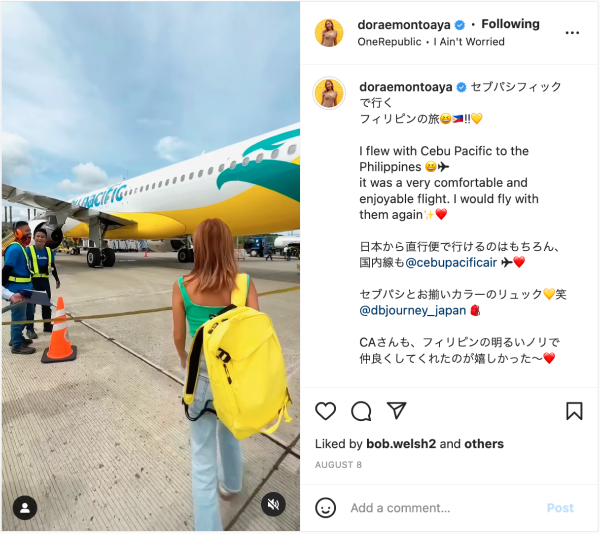 pacific
doraemontoaya • Following
OneRepublic • I Ain't Worried
doraemontoaya セブパシフィック
で行く
フィリピンの旅😆🇵🇭!!💛
I flew with Cebu Pacific to the
Philippines 😆✈
it was a very comfortable and
enjoyable flight. I would fly with
them again✨❤️
日本から直行便で行けるのはもちろん、
国内線も@cebupacificair ✈❤️
セブパシとお揃いカラーのリュック💛笑
@dbjourney_japan 🎒
CAさんも、フィリピンの明るいノリで
仲良くしてくれたのが嬉しかった〜❤️
Liked by bob.welsh2 and others
AUGUST 8
Add a comment...
Post